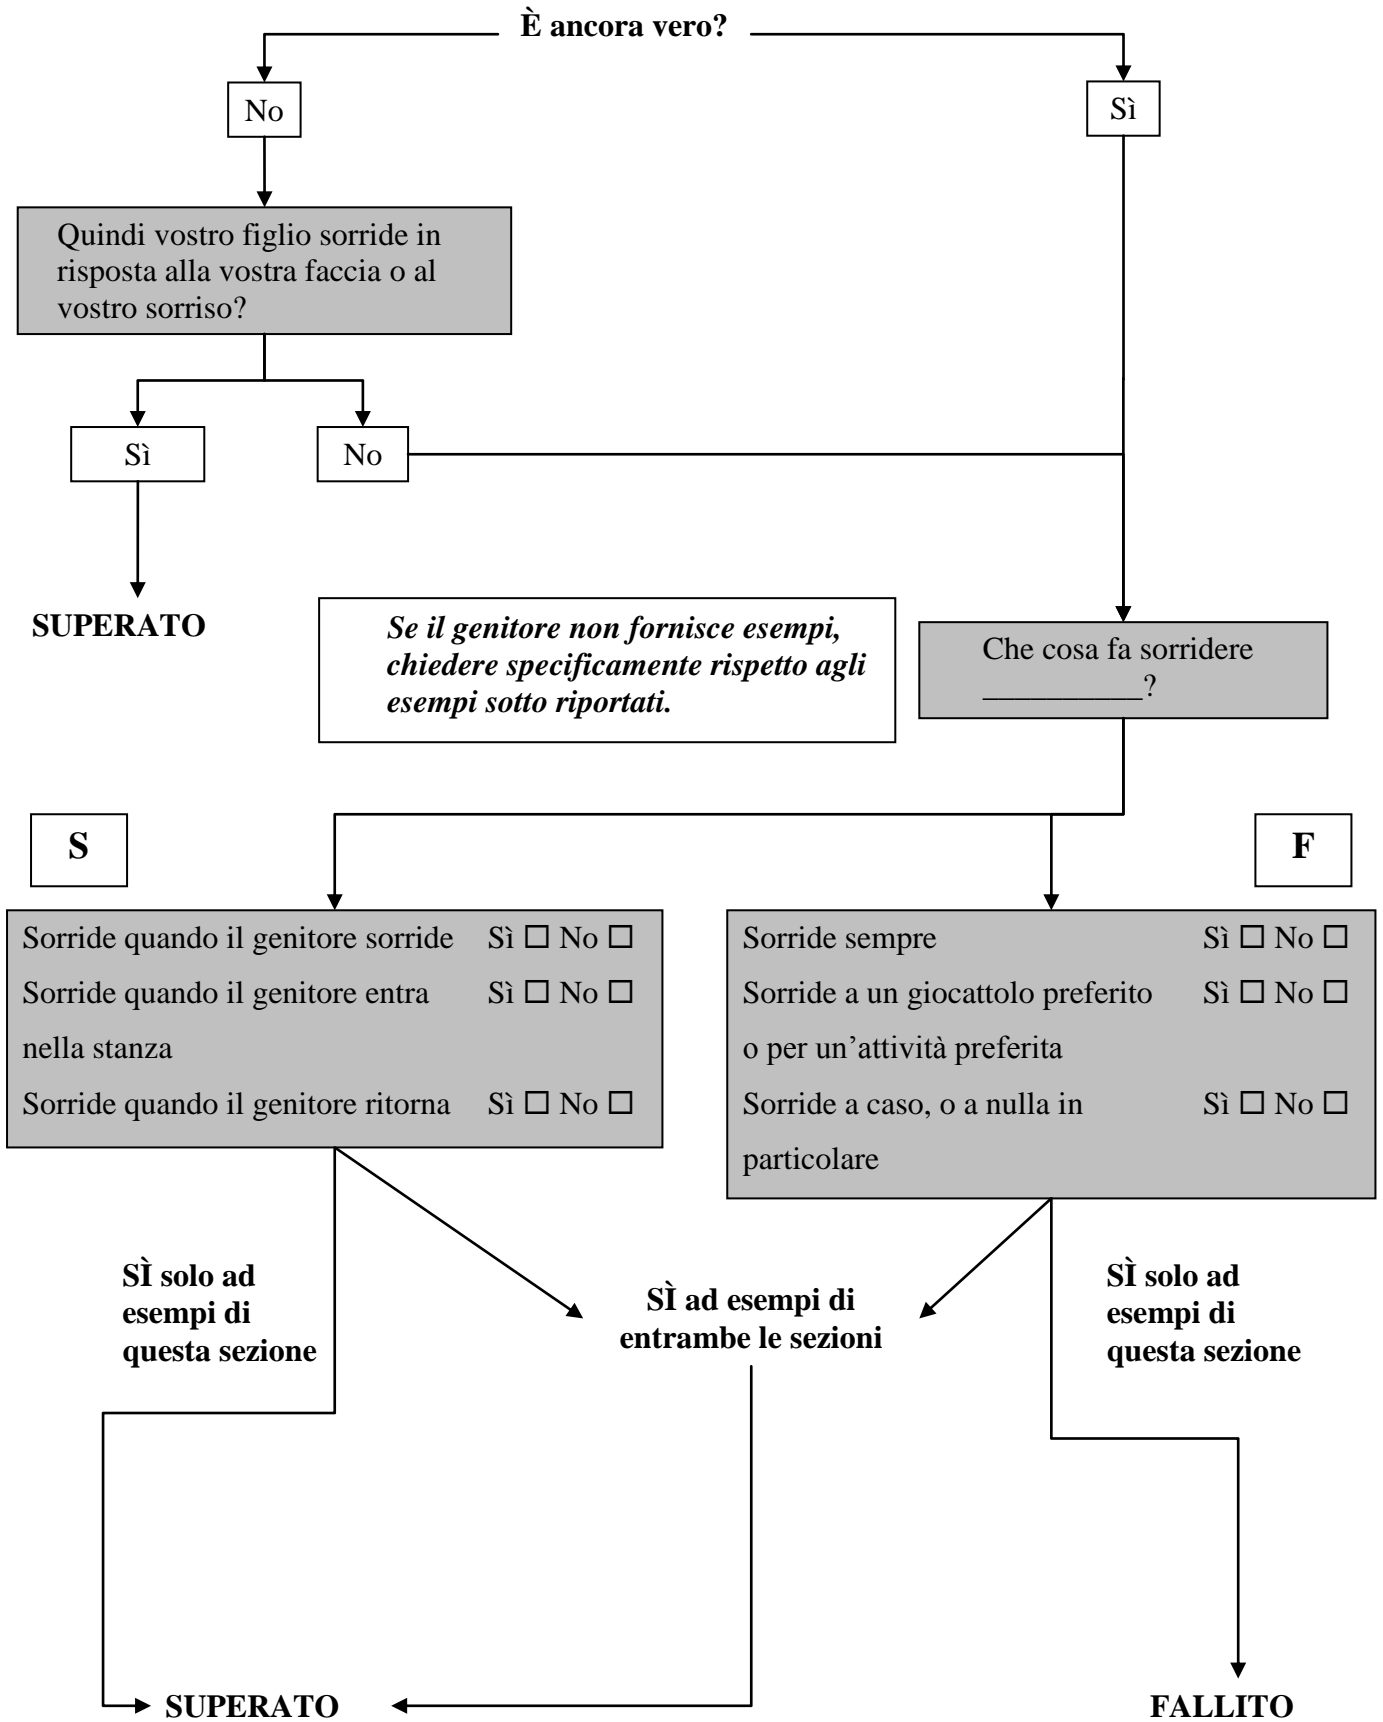 È ancora vero?
No
Sì
Quindi vostro figlio sorride in
risposta alla vostra faccia o al
vostro sorriso?
Sì
No
SUPERATO
Se il genitore non fornisce esempi,
chiedere specificamente rispetto agli
esempi sotto riportati.
Che cosa fa sorridere
__________?
S
F
Sorride quando il genitore sorride Sì □ No □
Sorride quando il genitore entra Sì □ No □
nella stanza
Sorride quando il genitore ritorna Sì □ No □
Sorride sempre Sì □ No □
Sorride a un giocattolo preferito Sì □ No □
o per un’attività preferita
Sorride a caso, o a nulla in Sì □ No □
particolare
SÌ solo ad
esempi di
questa sezione
SÌ ad esempi di
entrambe le sezioni
SÌ solo ad
esempi di
questa sezione
SUPERATO
FALLITO